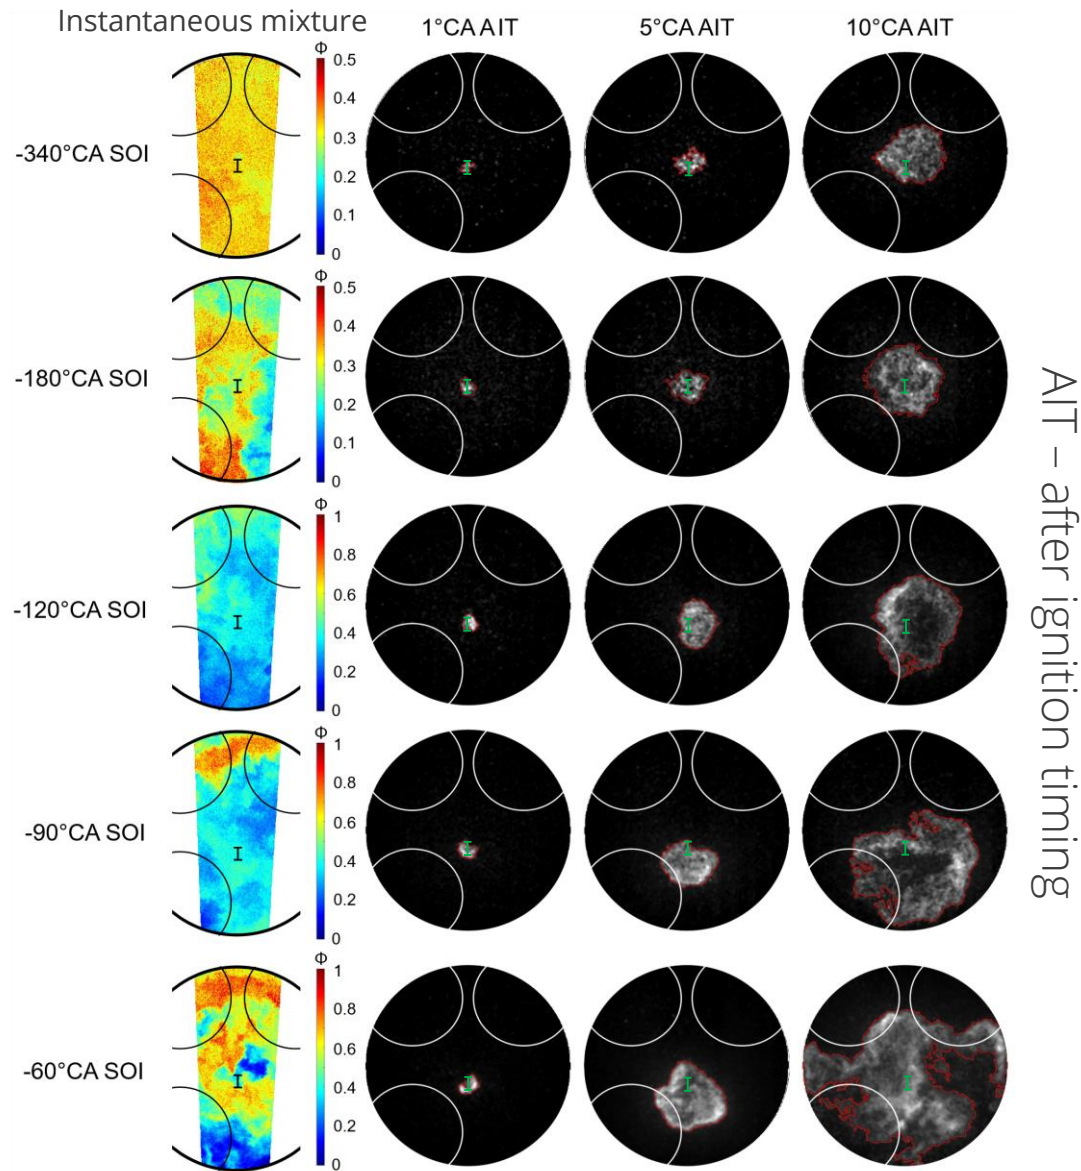 Instantaneous mixture
1°CA AIT
5°CA AIT
10°CA AIT
-340°CA SOI
Φ
0.5
0.4
0.3
0.2
0.1
0
-180°CA SOI
Φ
0.5
0.4
0.3
0.2
0.1
0
-120°CA SOI
Φ
1
0.8
0.6
0.4
0.2
0
-90°CA SOI
Φ
1
0.8
0.6
0.4
0.2
0
-60°CA SOI
Φ
1
0.8
0.6
0.4
0.2
0
AIT – after ignition timing